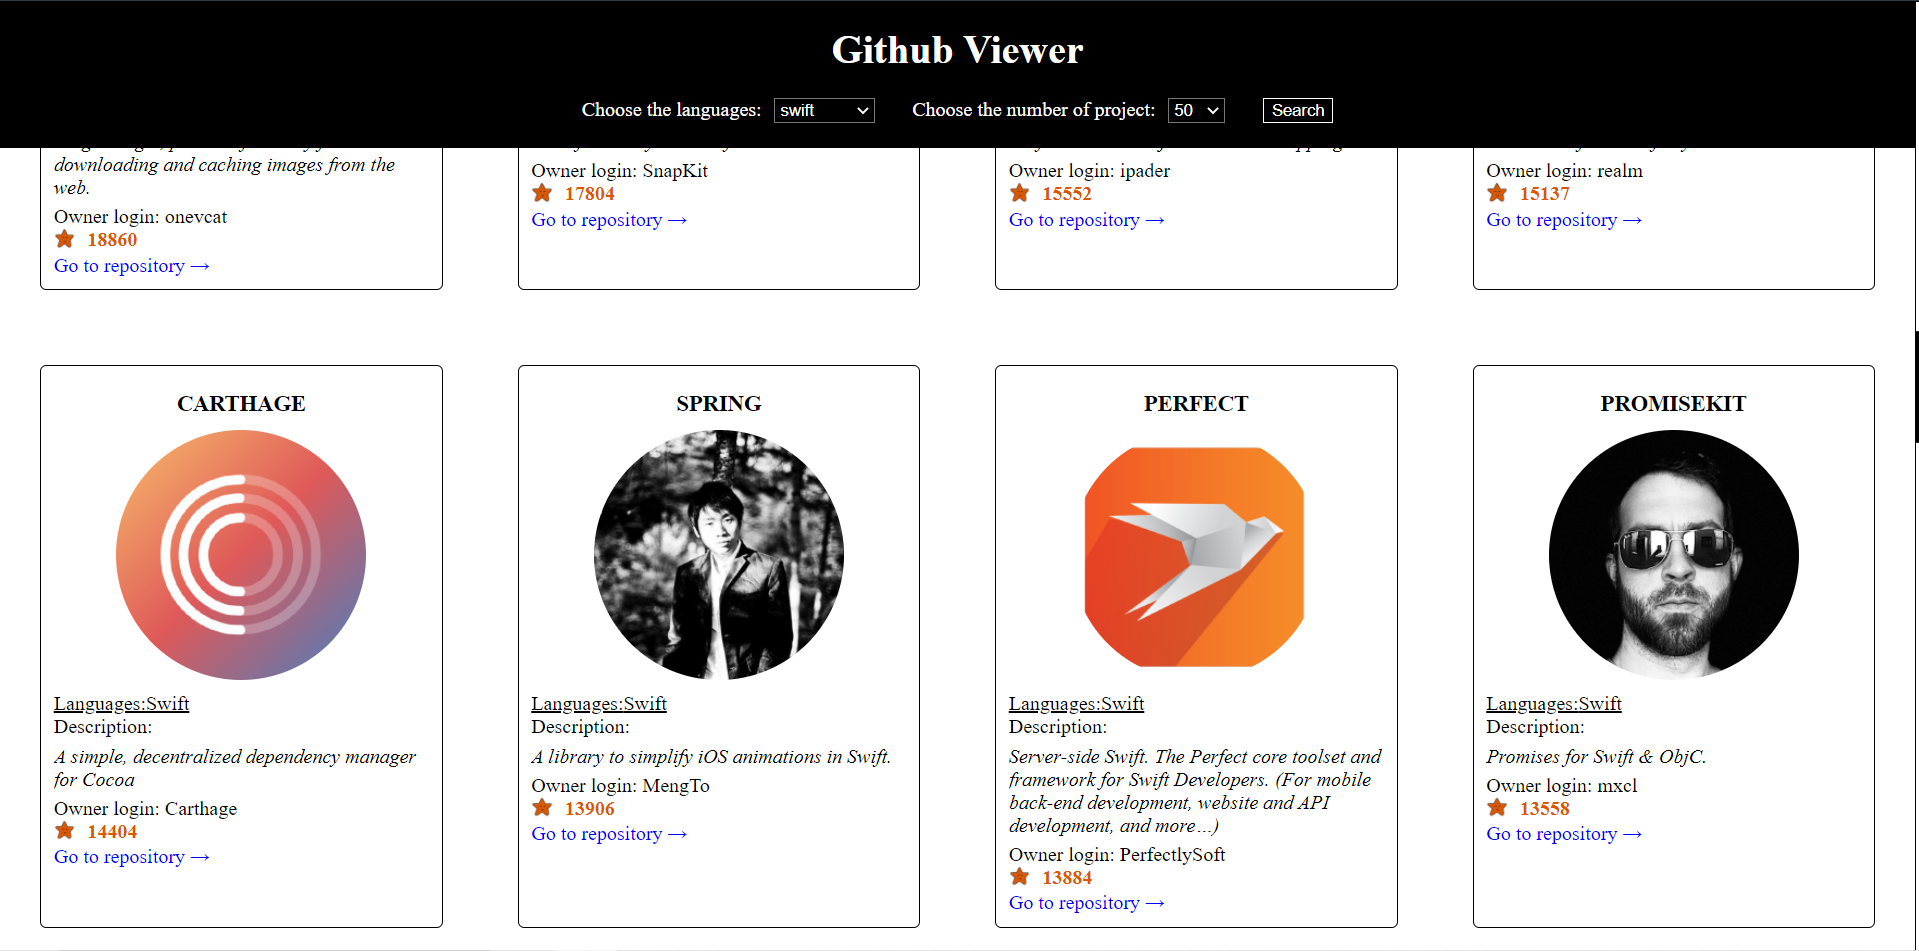 Github Viewer
Choose the languages: swift Choose the number of project: 50 Search
downloading and caching images from the
web.
Owner login: onevcat
18860
Go to repository →
Owner login: SnapKit
17804
Go to repository →
Owner login: ipader
15552
Go to repository →
Owner login: realm
15137
Go to repository →
CARTHAGE
Languages:Swift
Description:
A simple, decentralized dependency manager
for Cocoa
Owner login: Carthage
14404
Go to repository →
SPRING
Languages:Swift
Description:
A library to simplify iOS animations in Swift.
Owner login: MengTo
13906
Go to repository →
PERFECT
Languages:Swift
Description:
Server-side Swift. The Perfect core toolset and
framework for Swift Developers. (For mobile
back-end development, website and API
development, and more…)
Owner login: PerfectlySoft
13884
Go to repository →
PROMISEKIT
Languages:Swift
Description:
Promises for Swift & ObjC.
Owner login: mxcl
13558
Go to repository →